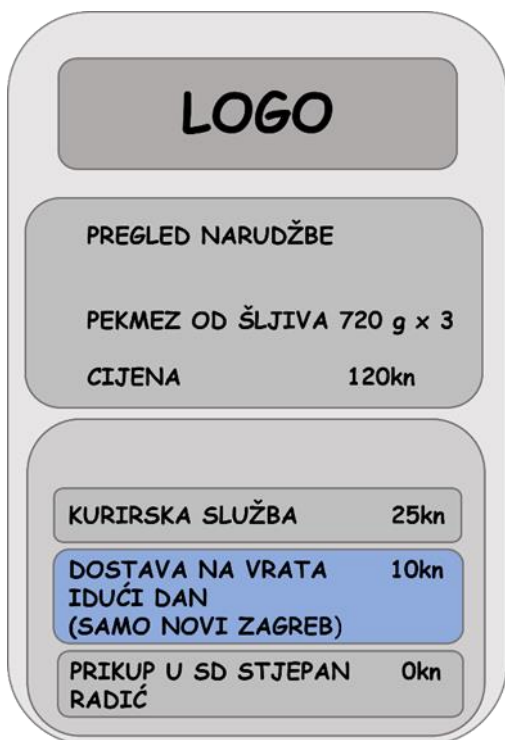 LOGO
PREGLED NARUDŽBE
PEKMEZ OD ŠLJIVA 720 g x 3
CIJENA 120kn
KURIRSKA SLUŽBA 25kn
DOSTAVA NA VRATA 10kn
IDUĆI DAN
(SAMO NOVI ZAGREB)
PRIKUP U SD STJEPAN 0kn
RADIĆ